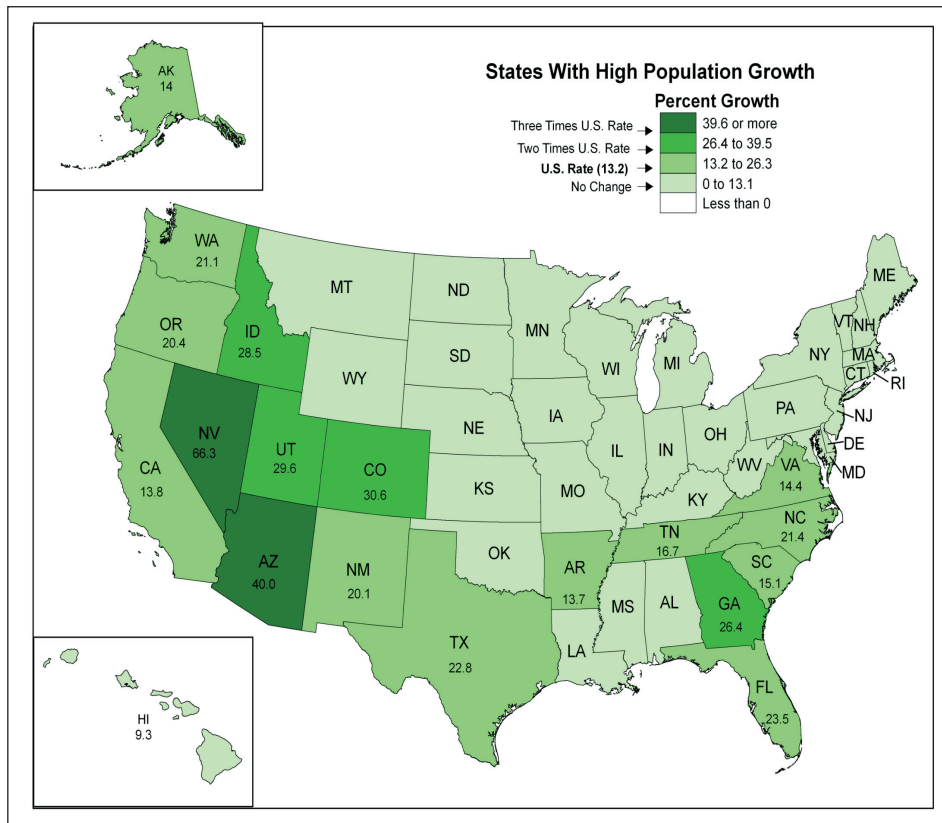 AK
14
States With High Population Growth
Percent Growth
Three Times U.S. Rate
39.6 or more
Two Times U.S. Rate
26.4 to 39.5
U.S. Rate (13.2)
13.2 to 26.3
No Change
0 to 13.1
Less than 0
WA
21.1
MT
ND
MN
ME
OR
20.4
ID
28.5
SD
WI
MI
VT
NH
NY
MA
CT
RI
WY
IA
PA
NJ
NE
OH
DE
NV
66.3
UT
29.6
CO
30.6
IL
IN
WV
VA
14.4
MD
CA
13.8
KS
MO
KY
NC
21.4
AZ
40.0
NM
20.1
OK
AR
13.7
TN
16.7
SC
15.1
MS
AL
GA
26.4
TX
22.8
LA
FL
23.5
HI
9.3